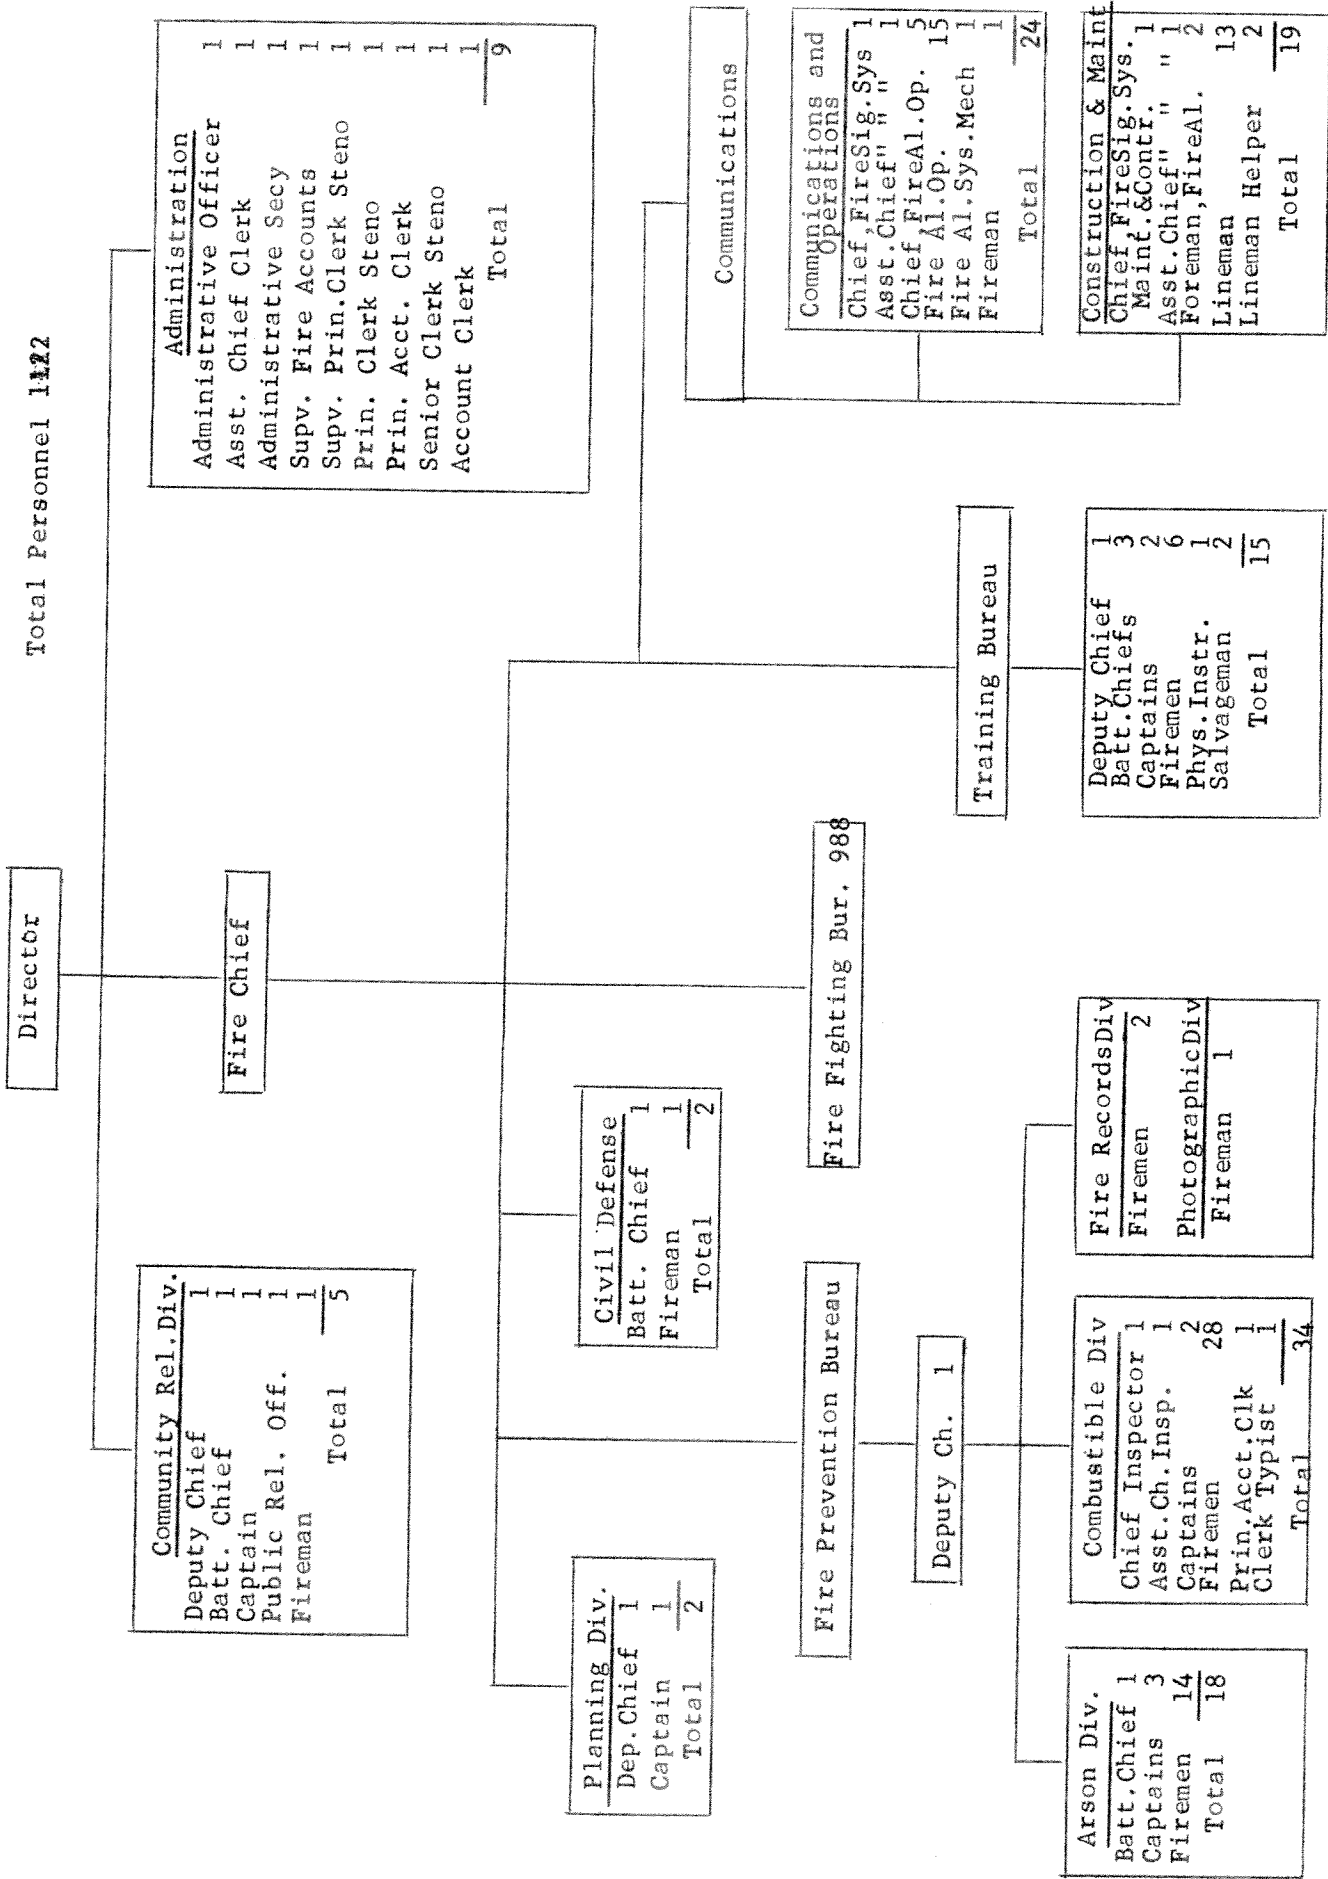 Total Personnel 1122
Director
Community Rel.Div.
Deputy Chief 1
Batt. Chief 1
Captain 1
Public Rel. Off. 1
Fireman 1
Total 5
Fire Chief
Administration
Administrative Officer 1
Asst. Chief Clerk 1
Administrative Secy 1
Supv. Fire Accounts 1
Supv. Prin.Clerk Steno 1
Prin. Clerk Steno 1
Prin. Acct. Clerk 1
Senior Clerk Steno 1
Account Clerk 1
Total 9
Planning Div.
Dep.Chief 1
Captain 1
Total 2
Civil Defense
Batt. Chief 1
Fireman 1
Total 2
Fire Prevention Bureau
Fire Fighting Bur. 988
Training Bureau
Deputy Chief 1
Batt.Chiefs 3
Captains 2
Firemen 6
Phys.Instr. 1
Salvageman 2
Total 15
Communications
Communications and
Operations
Chief,FireSig.Sys 1
Asst.Chief" " 1
Chief FireAl.Op. 5
Fire Al.Op. 15
Fire Al.Sys.Mech 1
Fireman 1
Total 24
Construction & Maint
Chief,FireSig.Sys.
Maint.&Contr. 1
Asst.Chief" " 1
Foreman,FireAl. 2
Lineman 13
Lineman Helper 2
Total 19
Deputy Ch. 1
Arson Div.
Batt.Chief 1
Captains 3
Firemen 14
Total 18
Combustible Div
Chief Inspector 1
Asst.Ch.Insp. 1
Captains 2
Firemen 28
Prin.Acct.Clk 1
Clerk Typist 1
Total 34
Fire RecordsDiv
Firemen 2
PhotographicDiv
Fireman 1